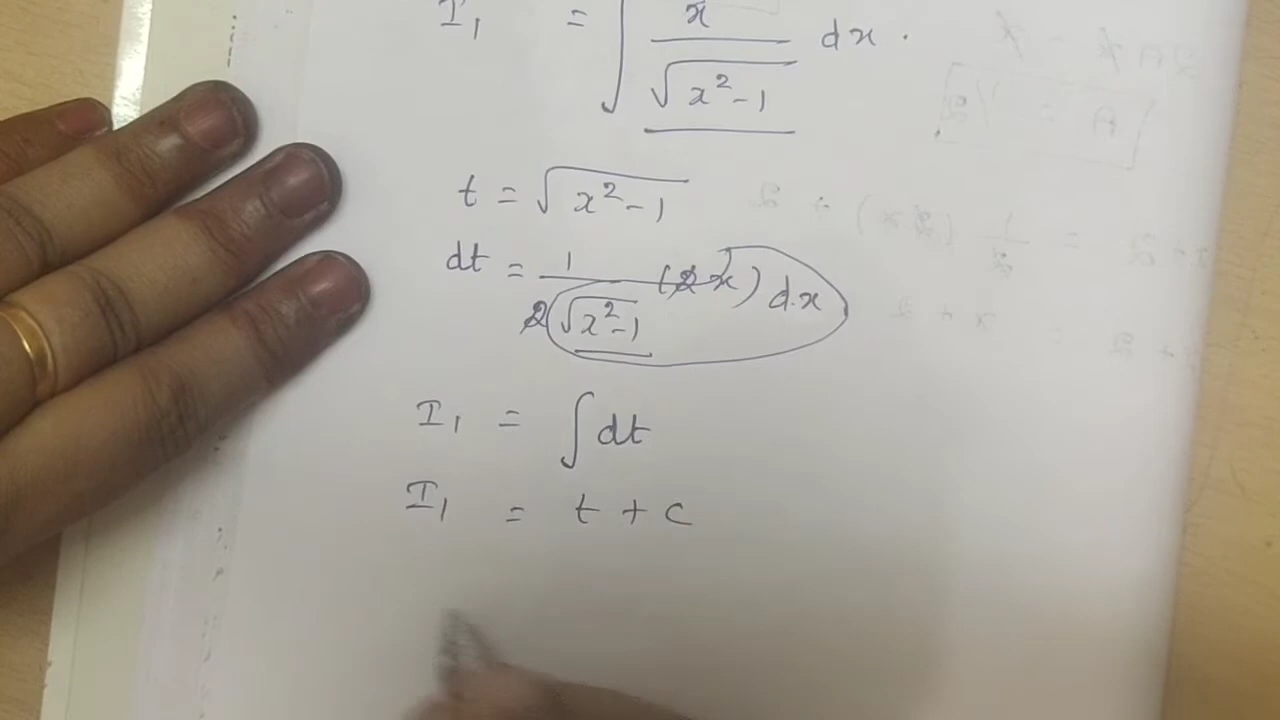 I₁ = ∫ x/√(x²-1) dx.
t = √(x²-1)
dt = 1/(2√(x²-1)) (2x) dx
I₁ = ∫dt
I₁ = t + c